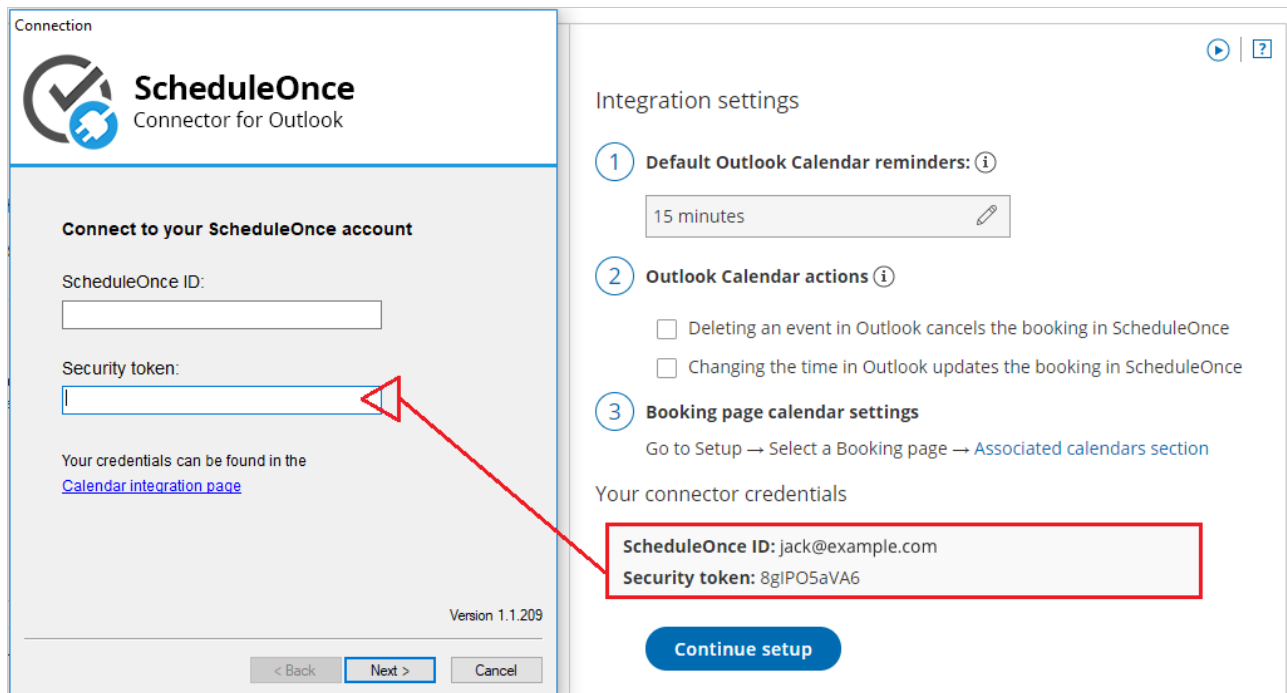 Connection
ScheduleOnce
Connector for Outlook
Connect to your ScheduleOnce account
ScheduleOnce ID:
Security token:
Your credentials can be found in the
Calendar integration page
Version 1.1.209
< Back
Next >
Cancel
?
Integration settings
1 Default Outlook Calendar reminders: i
15 minutes
2 Outlook Calendar actions i
Deleting an event in Outlook cancels the booking in ScheduleOnce
Changing the time in Outlook updates the booking in ScheduleOnce
3 Booking page calendar settings
Go to Setup → Select a Booking page → Associated calendars section
Your connector credentials
ScheduleOnce ID: jack@example.com
Security token: 8gIPO5aVA6
Continue setup